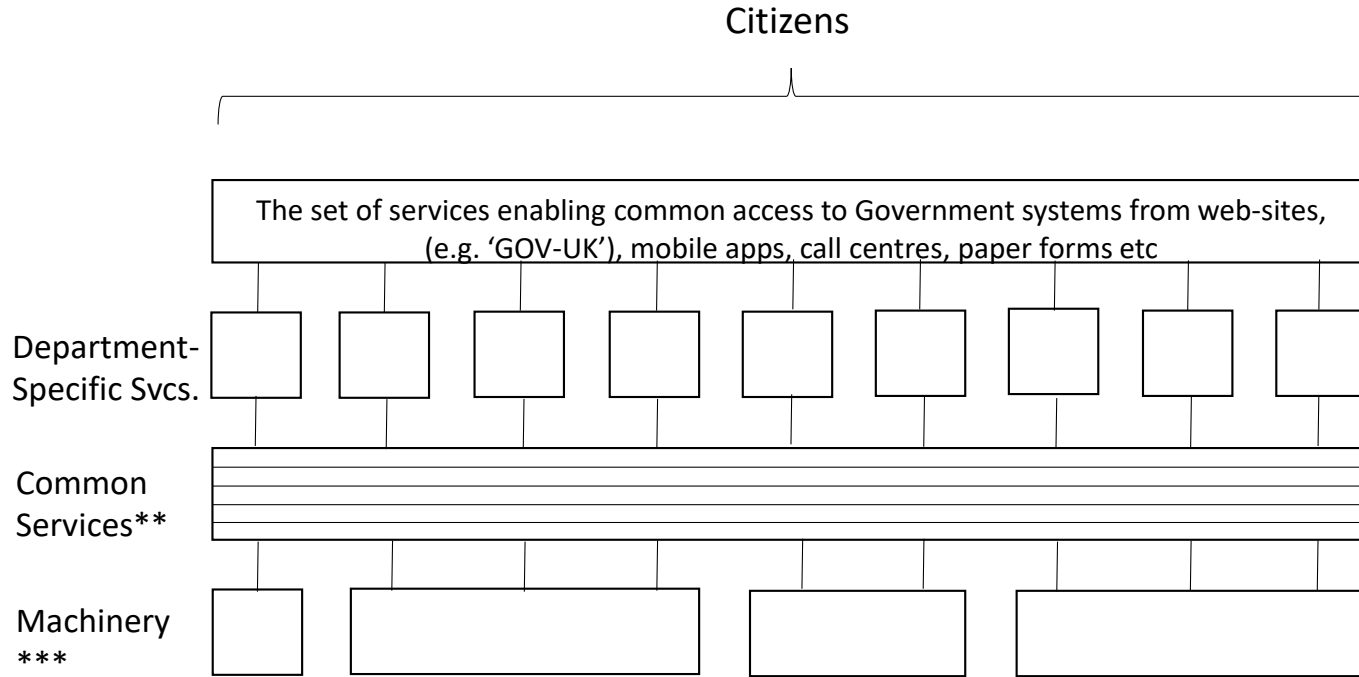 Citizens
The set of services enabling common access to Government systems from web-sites,
(e.g. ‘GOV-UK’), mobile apps, call centres, paper forms etc
Department-
Specific Svcs.
Common
Services**
Machinery
***